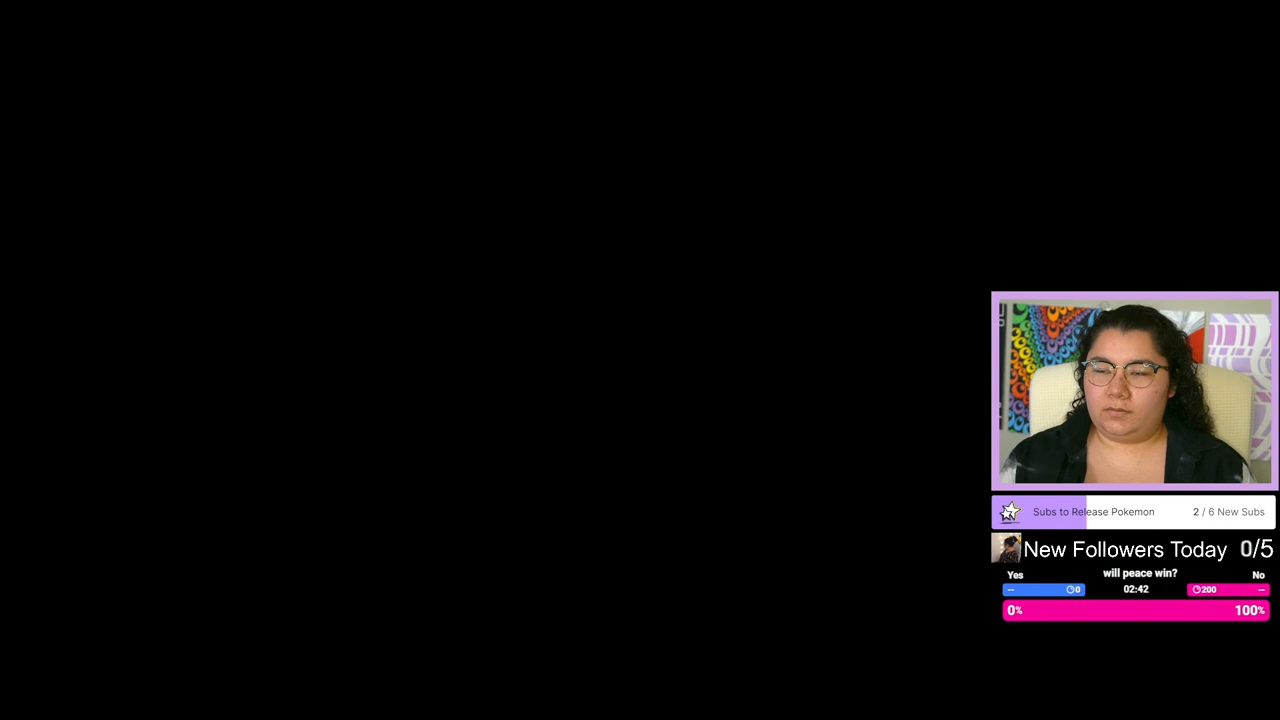 Subs to Release Pokemon 2 / 6 New Subs
New Followers Today 0/5
Yes will peace win? No
-- 0 02:42 200 --
0% 100%